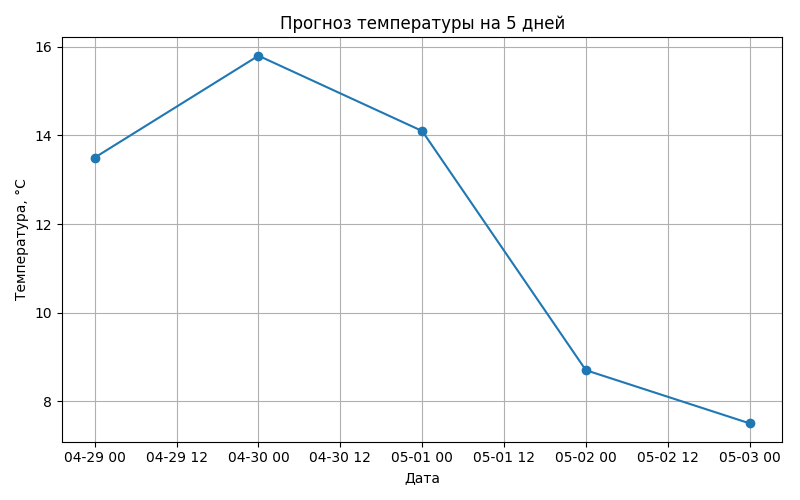 Прогноз температуры на 5 дней
Температура, °C
16
14
12
10
8
04-29 00 04-29 12 04-30 00 04-30 12 05-01 00 05-01 12 05-02 00 05-02 12 05-03 00
Дата